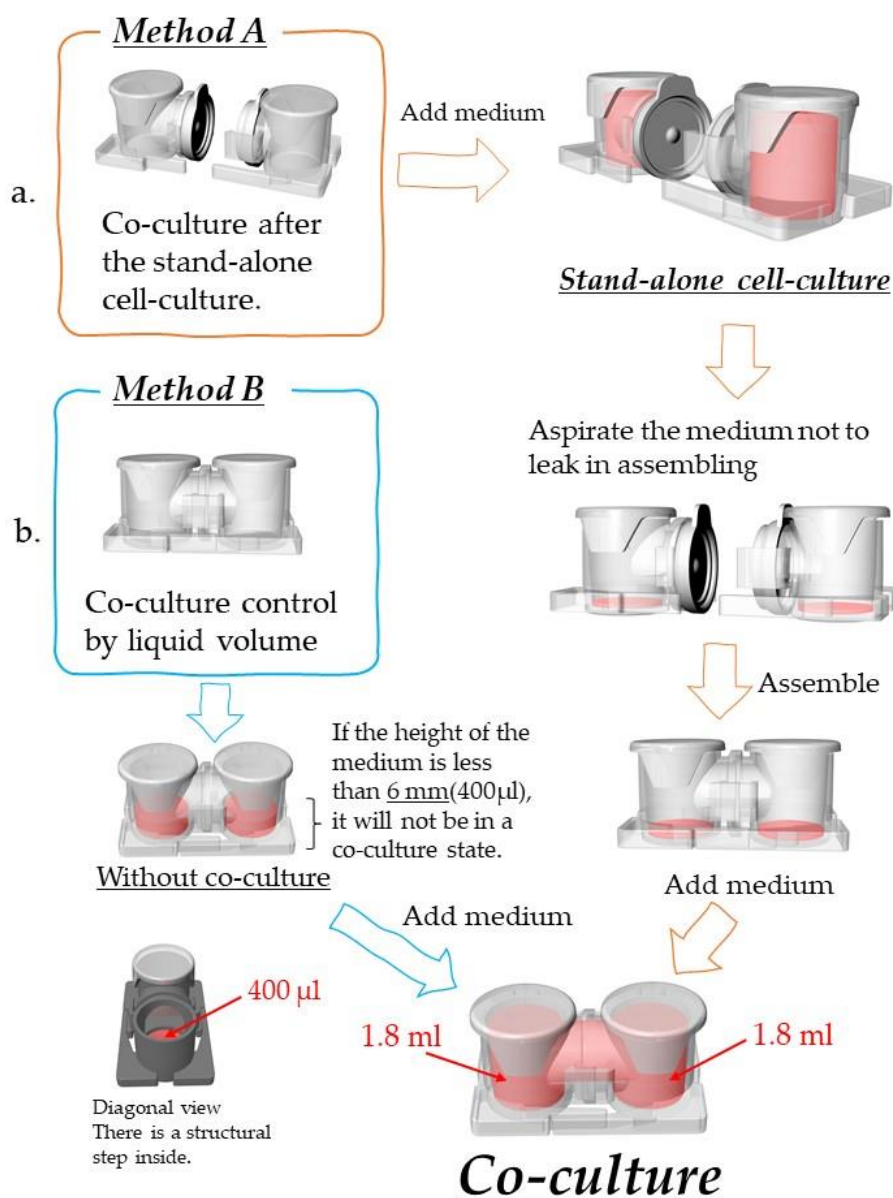 Method A
a.
Co-culture after
the stand-alone
cell-culture.
Add medium
Stand-alone cell-culture
Aspirate the medium not to
leak in assembling
Assemble
Add medium
Method B
b.
Co-culture control
by liquid volume
If the height of the
medium is less
than 6 mm(400μl),
it will not be in a
co-culture state.
Without co-culture
Add medium
400 μl
Diagonal view
There is a structural
step inside.
1.8 ml
1.8 ml
Co-culture